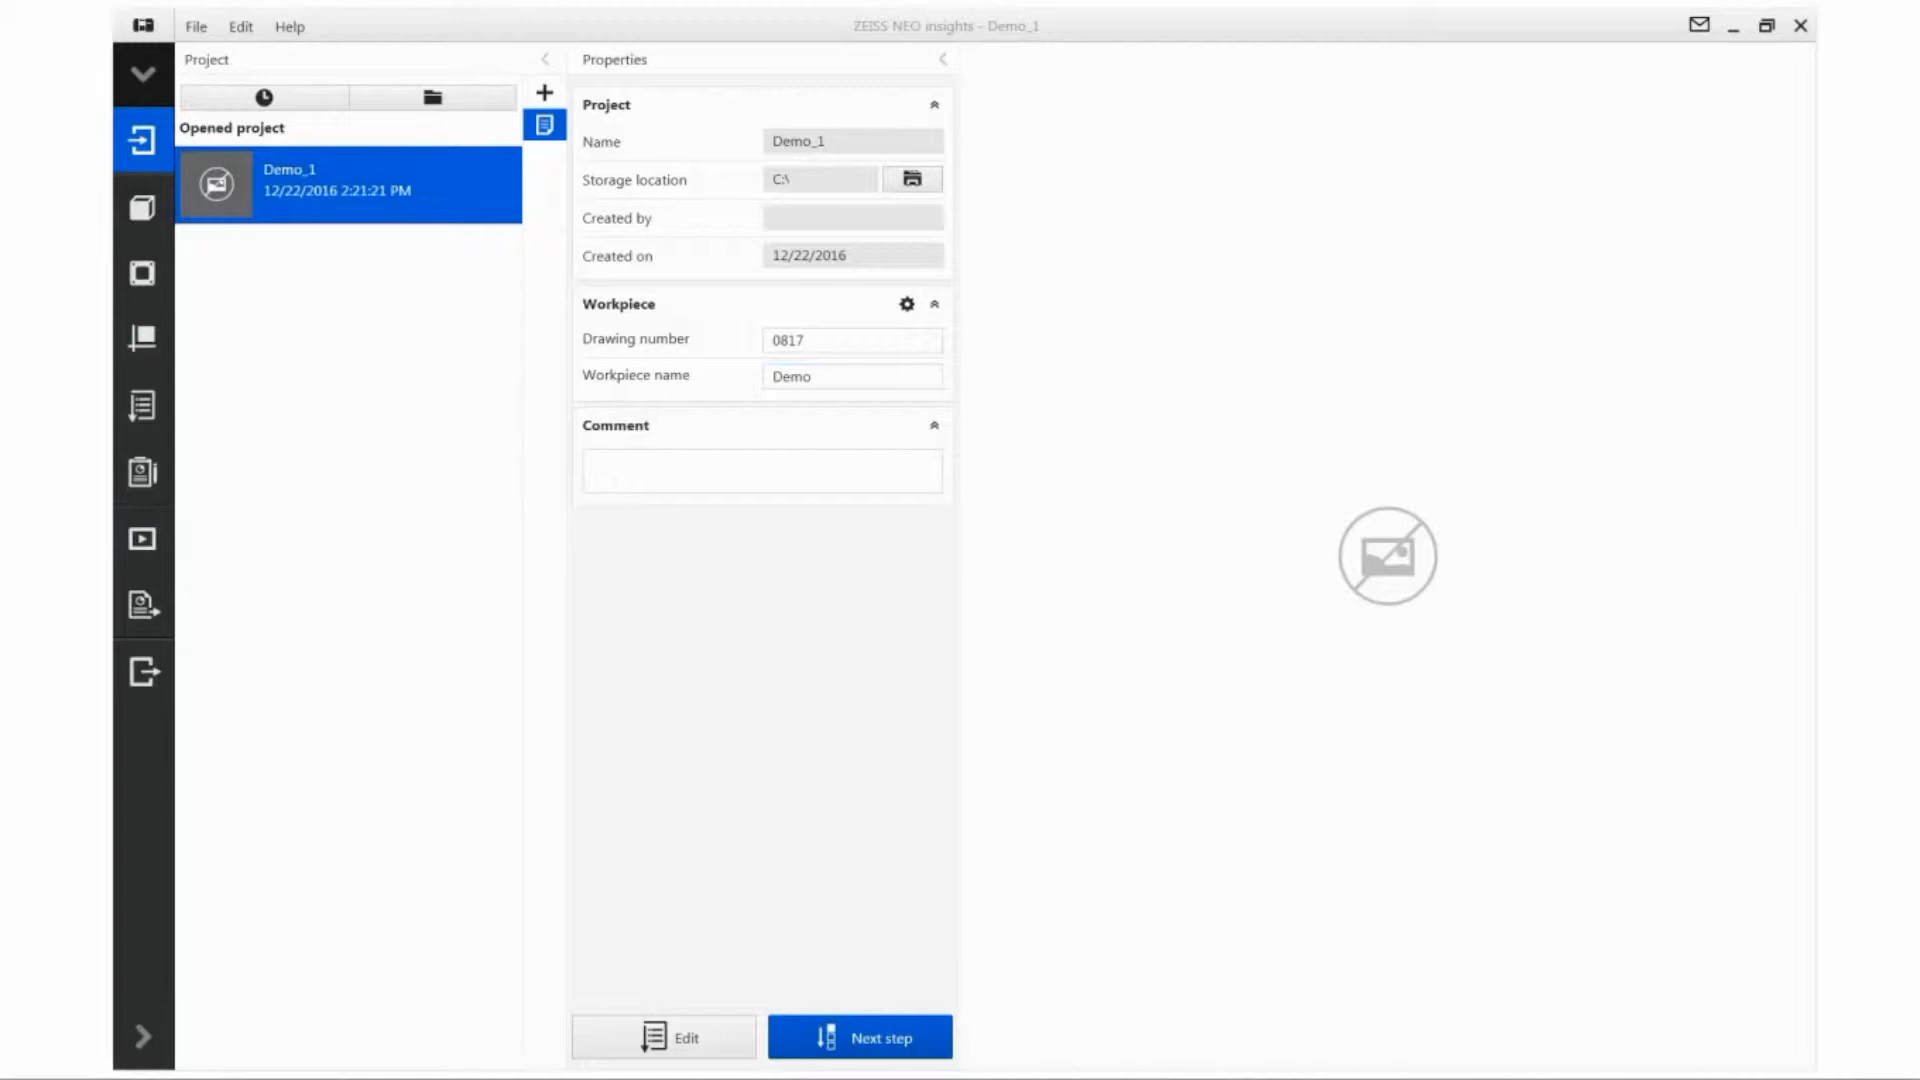 File Edit Help
ZEISS NEO insights - Demo_1
Project
Opened project
Demo_1
12/22/2016 2:21:21 PM
Properties
Project
Name Demo_1
Storage location C:\
Created by
Created on 12/22/2016
Workpiece
Drawing number 0817
Workpiece name Demo
Comment
Edit
Next step